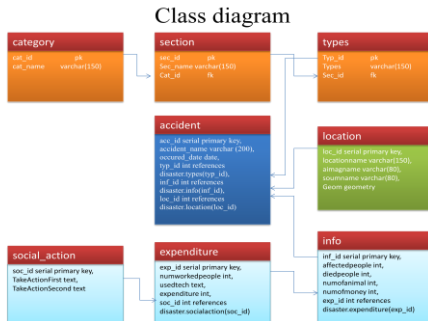 Class diagram
category
cat_id pk
cat_name varchar(150)
section
sec_id pk
Sec_name varchar(150)
Cat_id fk
types
Typ_id pk
Types varchar(150)
Sec_id fk
accident
acc_id serial primary key,
accident_name varchar (200),
occured_date date,
typ_id int references
disaster.types(typ_id),
inf_id int references
disaster.info(inf_id),
loc_id int references
disaster.location(loc_id)
location
loc_id serial primary key,
locationname varchar(150),
aimagname varchar(80),
soumname varchar(80),
Geom geometry
social_action
soc_id serial primary key,
TakeActionFirst text,
TakeActionSecond text
expenditure
exp_id serial primary key,
numworkedpeople int,
usedtech text,
expenditure int,
soc_id int references
disaster.socialaction(soc_id)
info
inf_id serial primary key,
affectedpeople int,
diedpeople int,
numofanimal int,
numofmoney int,
exp_id int references
disaster.expenditure(exp_id)